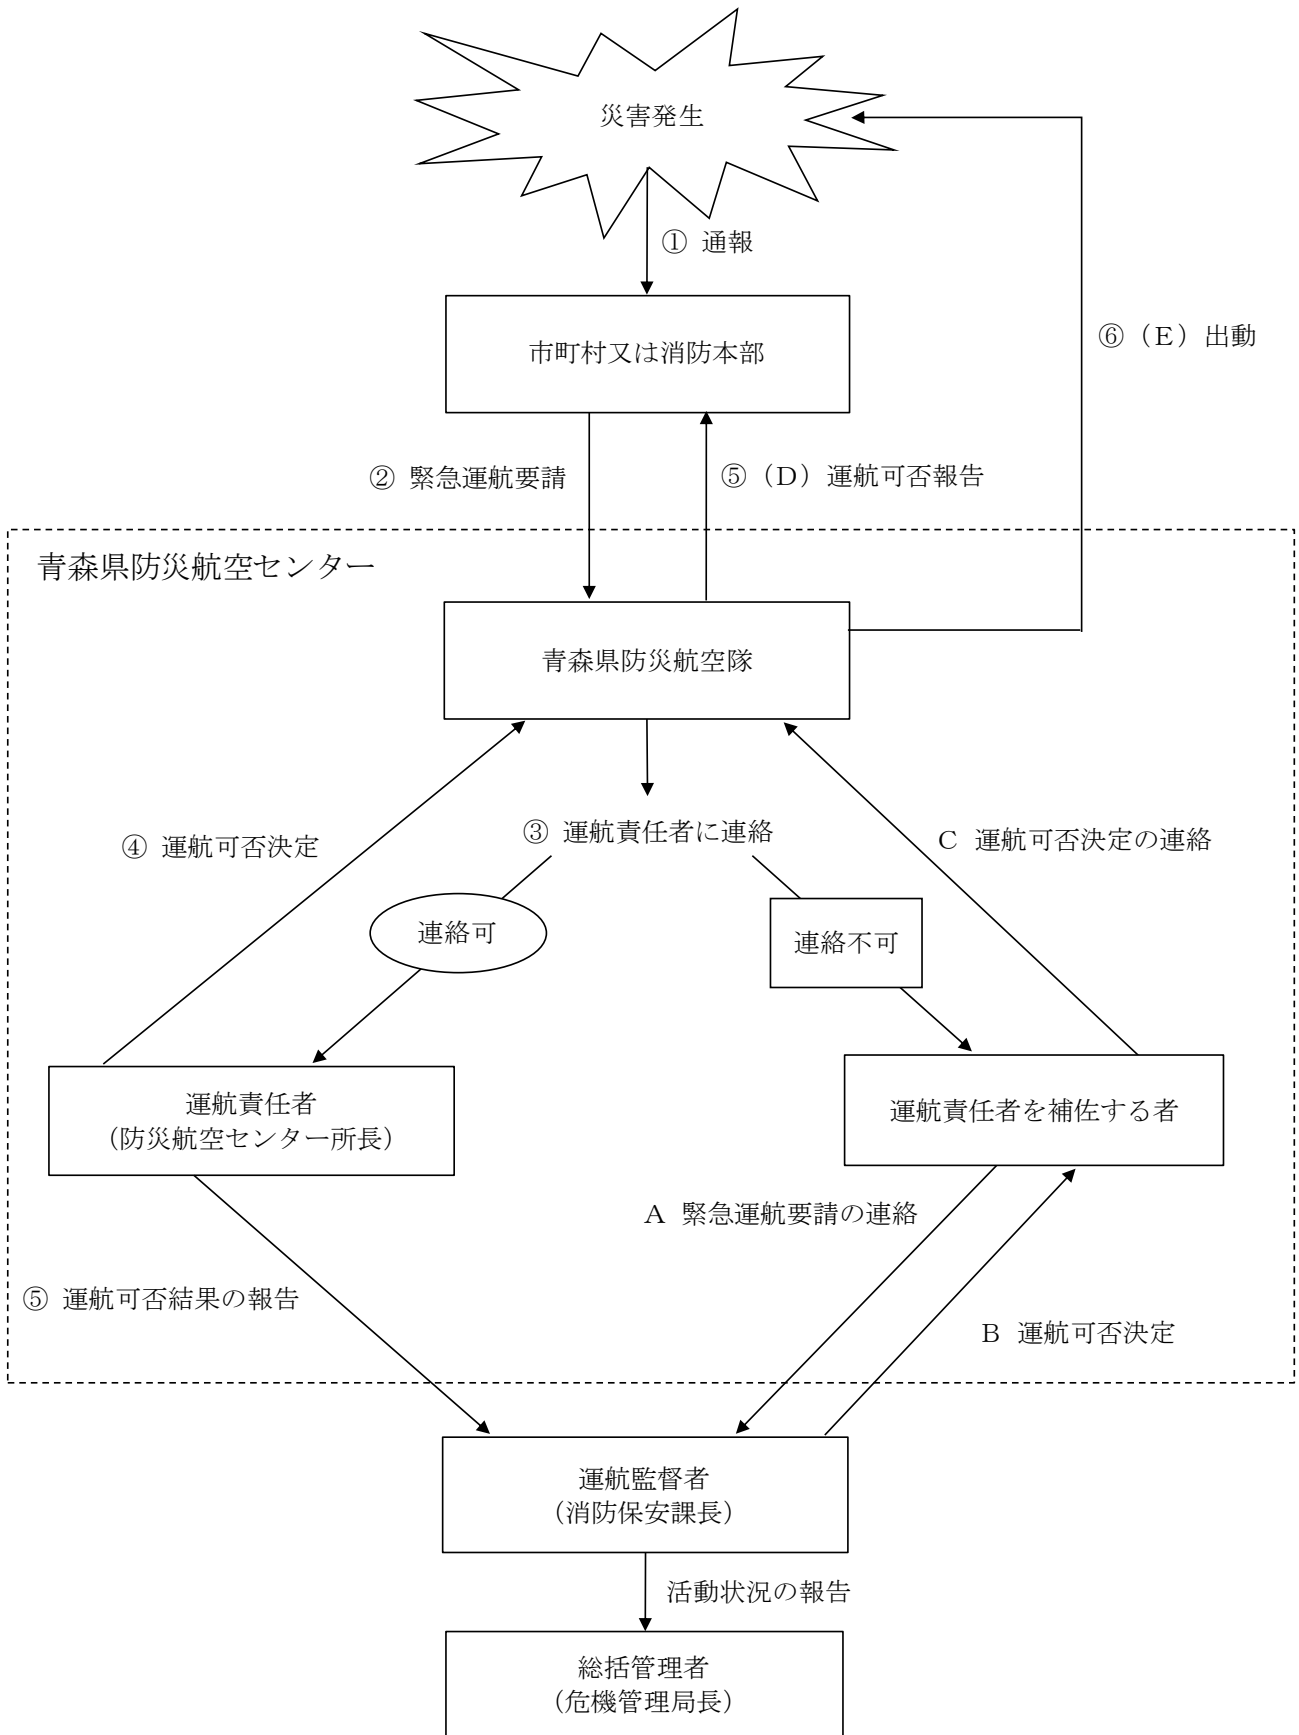 災害発生
① 通報
市町村又は消防本部
⑥（E）出動
② 緊急運航要請
⑤（D）運航可否報告
青森県防災航空センター
青森県防災航空隊
③ 運航責任者に連絡
④ 運航可否決定
C 運航可否決定の連絡
連絡可
連絡不可
運航責任者
（防災航空センター所長）
運航責任者を補佐する者
A 緊急運航要請の連絡
⑤ 運航可否結果の報告
B 運航可否決定
運航監督者
（消防保安課長）
活動状況の報告
総括管理者
（危機管理局長）